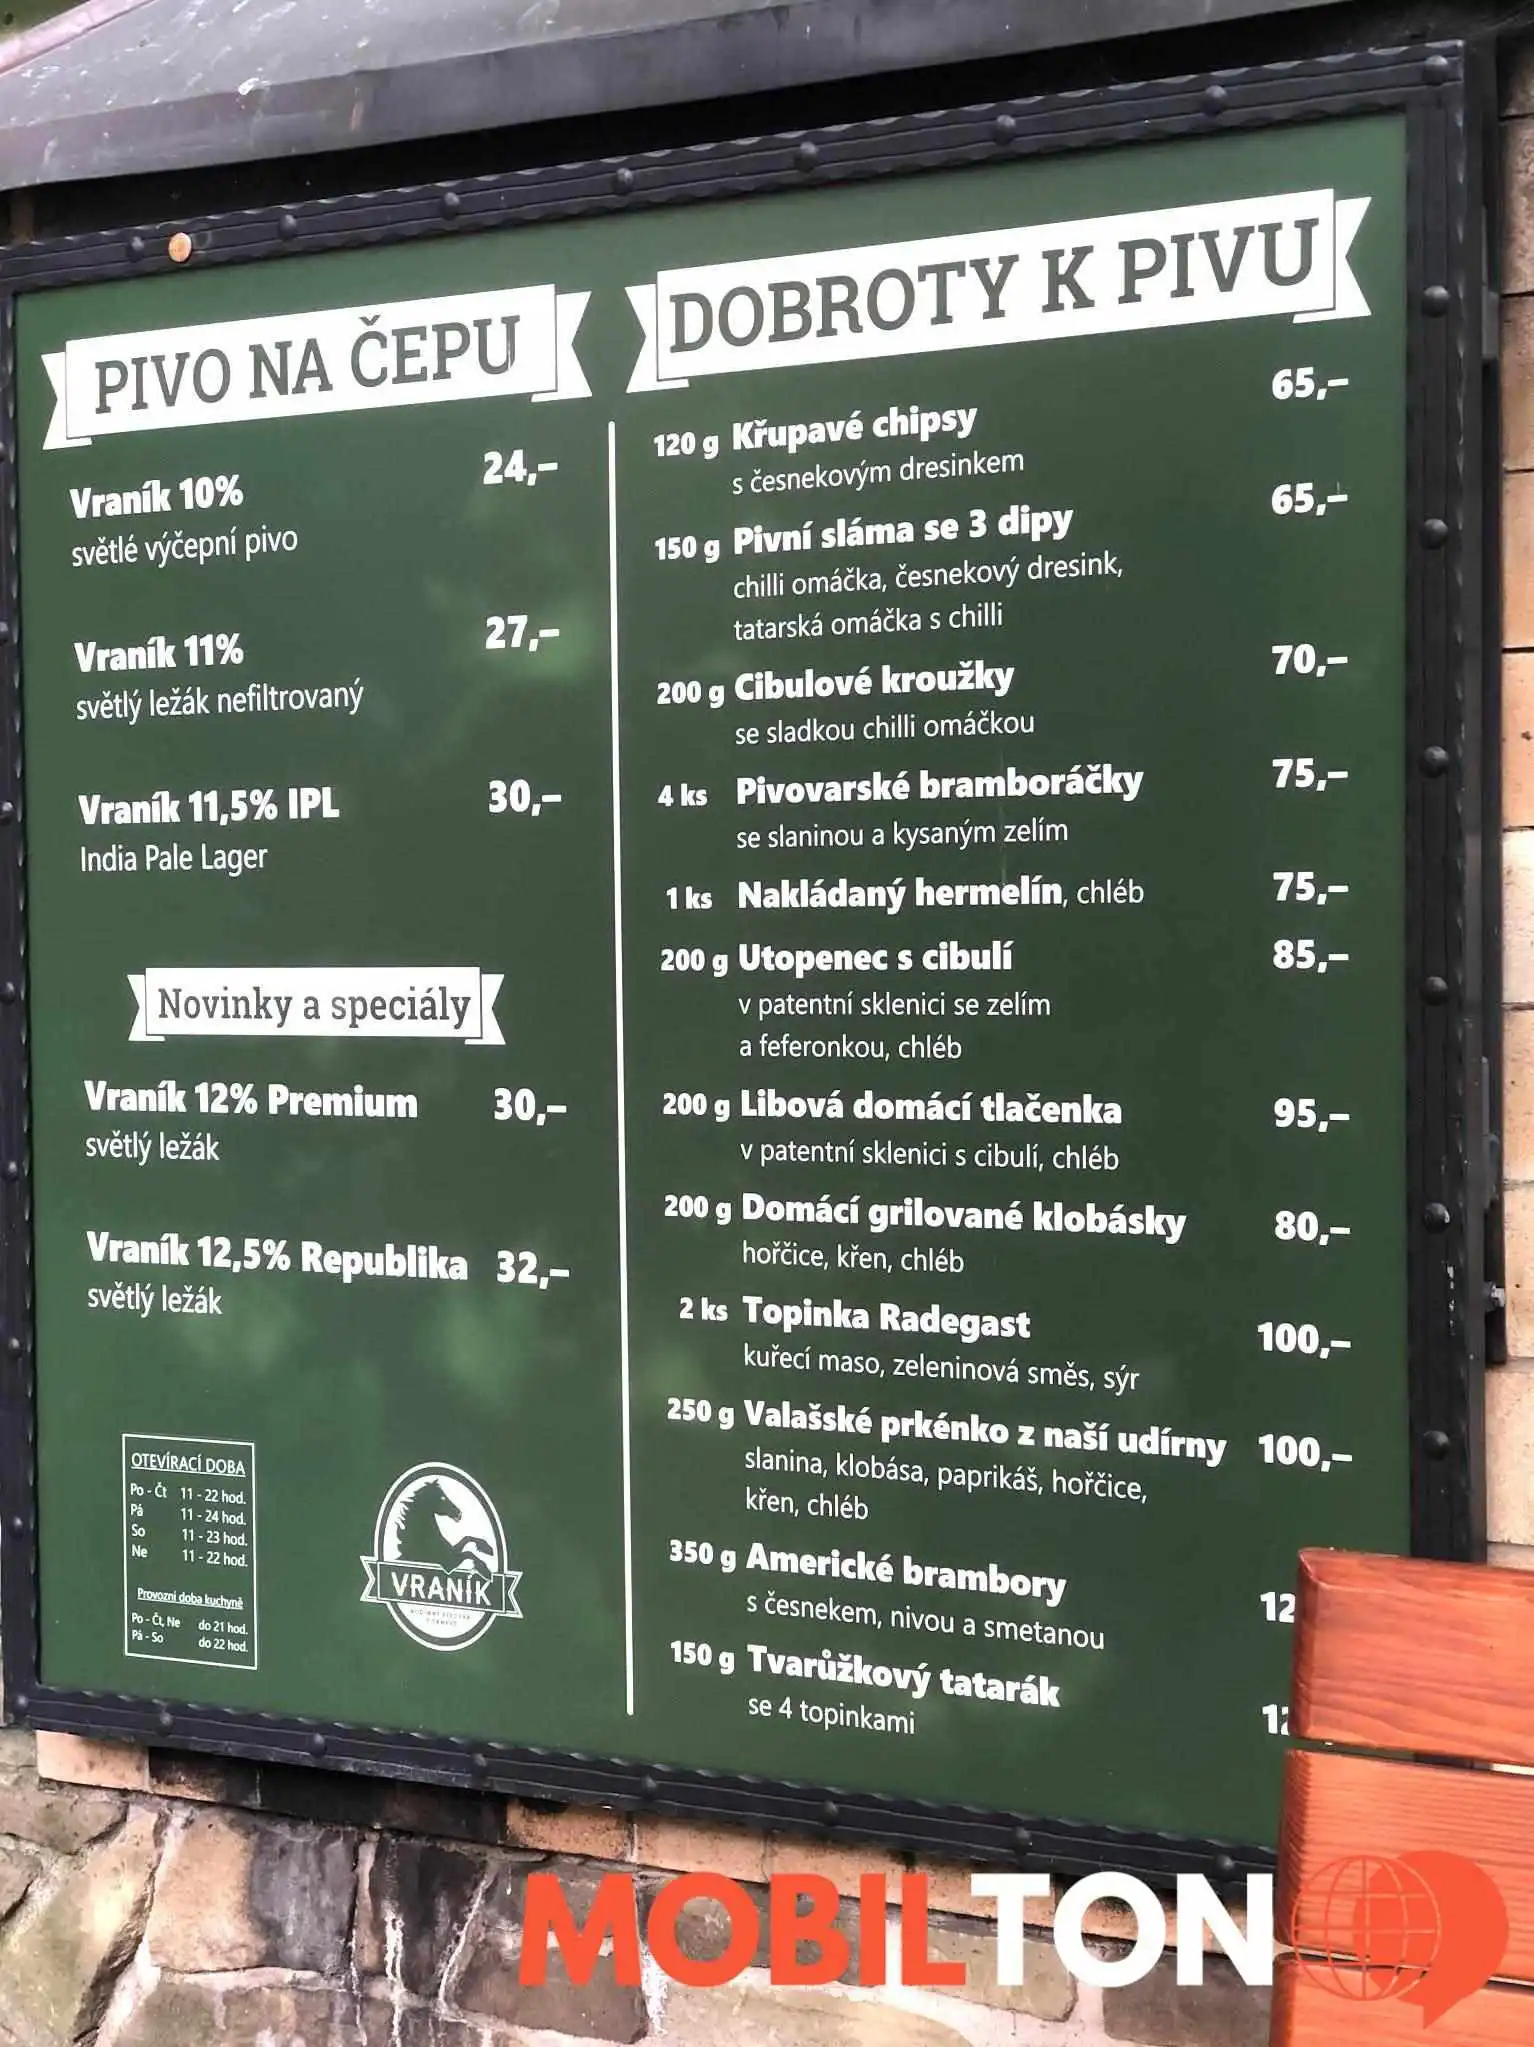 PIVO NA ČEPU
Vraník 10% 24,–
světlé výčepní pivo
Vraník 11% 27,–
světlý ležák nefiltrovaný
Vraník 11,5% IPL 30,–
India Pale Lager
Novinky a speciály
Vraník 12% Premium 30,–
světlý ležák
Vraník 12,5% Republika 32,–
světlý ležák
OTEVÍRACÍ DOBA
Po - Čt 11 - 22 hod.
Pá 11 - 24 hod.
So 11 - 23 hod.
Ne 11 - 22 hod.
Provozní doba kuchyně
Po - Čt, Ne do 21 hod.
Pá - So do 22 hod.
VRANÍK
DOBROTY K PIVU
120 g Křupavé chipsy 65,–
s česnekovým dresinkem
150 g Pivní sláma se 3 dipy 65,–
chilli omáčka, česnekový dresink,
tatarská omáčka s chilli
200 g Cibulové kroužky 70,–
se sladkou chilli omáčkou
4 ks Pivovarské bramboráčky 75,–
se slaninou a kysaným zelím
1 ks Nakládaný hermelín, chléb 75,–
200 g Utopenec s cibulí 85,–
v patentní sklenici se zelím
a feferonkou, chléb
200 g Libová domácí tlačenka 95,–
v patentní sklenici s cibulí, chléb
200 g Domácí grilované klobásky 80,–
hořčice, křen, chléb
2 ks Topinka Radegast 100,–
kuřecí maso, zeleninová směs, sýr
250 g Valašské prkénko z naší udírny 100,–
slanina, klobása, paprikáš, hořčice,
křen, chléb
350 g Americké brambory 12
s česnekem, nivou a smetanou
150 g Tvarůžkový tatarák 12
se 4 topinkami
MOBILTON